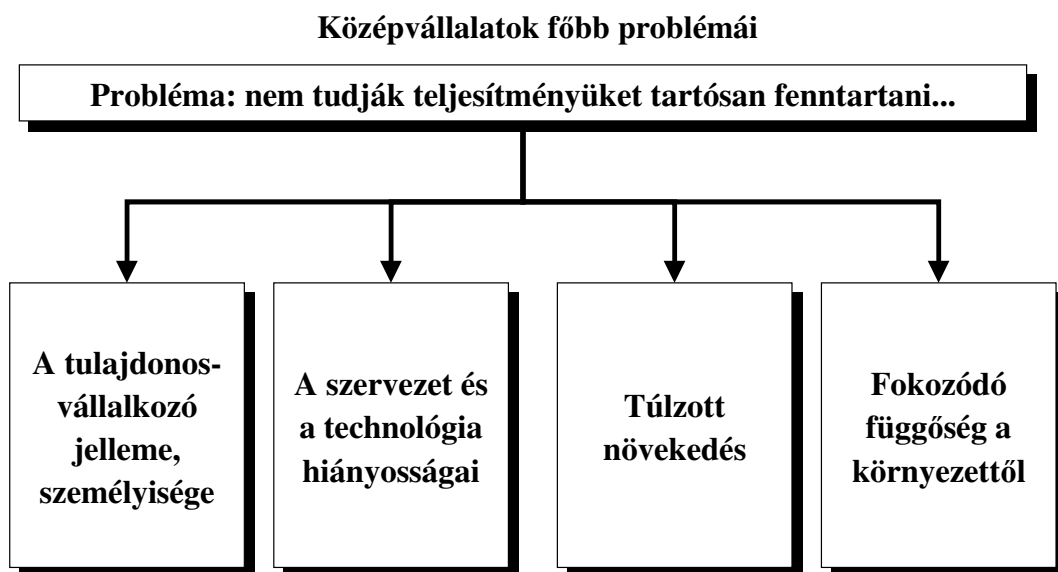 Középvállalatok főbb problémái
Probléma: nem tudják teljesítményüket tartósan fenntartani...
A tulajdonos-
vállalkozó
jelleme,
személyisége
A szervezet és
a technológia
hiányosságai
Túlzott
növekedés
Fokozódó
függőség a
környezettől